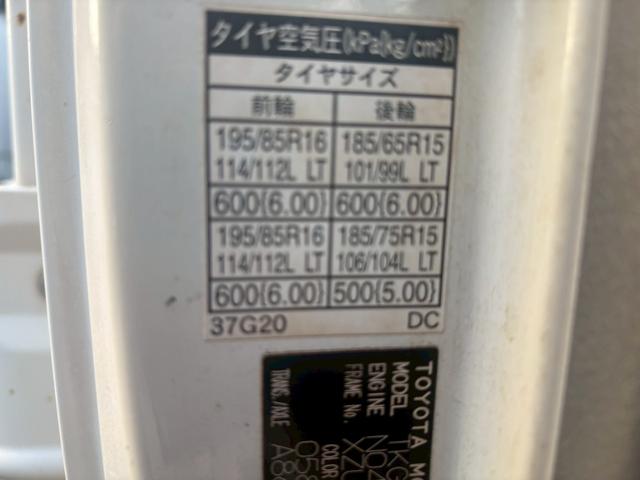 タイヤ空気圧(kPa{kg/cm²})
タイヤサイズ
前輪 後輪
195/85R16 185/65R15
114/112L LT 101/99L LT
600{6.00} 600{6.00}
195/85R16 185/75R15
114/112L LT 106/104L LT
600{6.00} 500{5.00}
37G20 DC
TOYOTA
MODEL
ENGINE
FRAME No.
COLOR
TRANS./AXLE